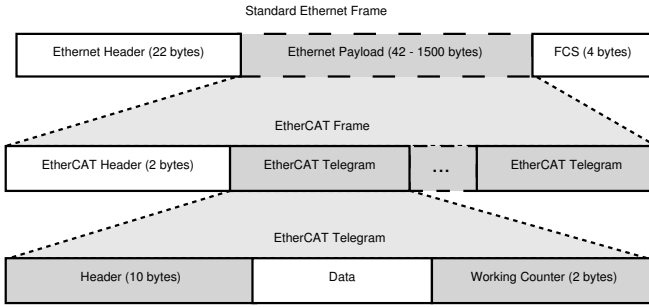 Standard Ethernet Frame
Ethernet Header (22 bytes)
Ethernet Payload (42 - 1500 bytes)
FCS (4 bytes)
EtherCAT Frame
EtherCAT Header (2 bytes)
EtherCAT Telegram
...
EtherCAT Telegram
EtherCAT Telegram
Header (10 bytes)
Data
Working Counter (2 bytes)